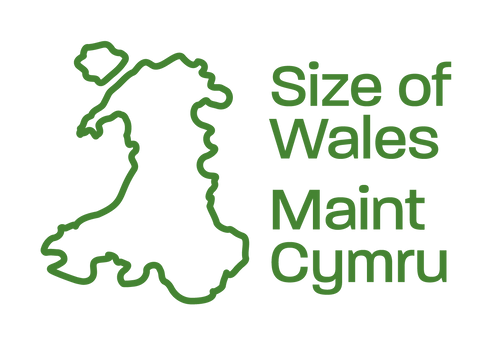 Size of
Wales
Maint
Cymru